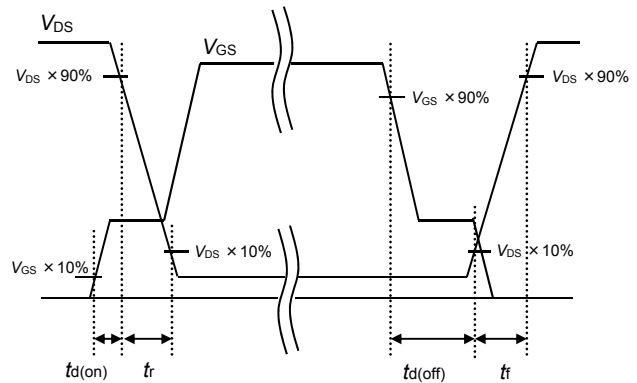 VDS
VGS
VDS × 90%
VGS × 90%
VDS × 90%
VGS × 10%
VDS × 10%
VDS × 10%
td(on)
tr
td(off)
tf